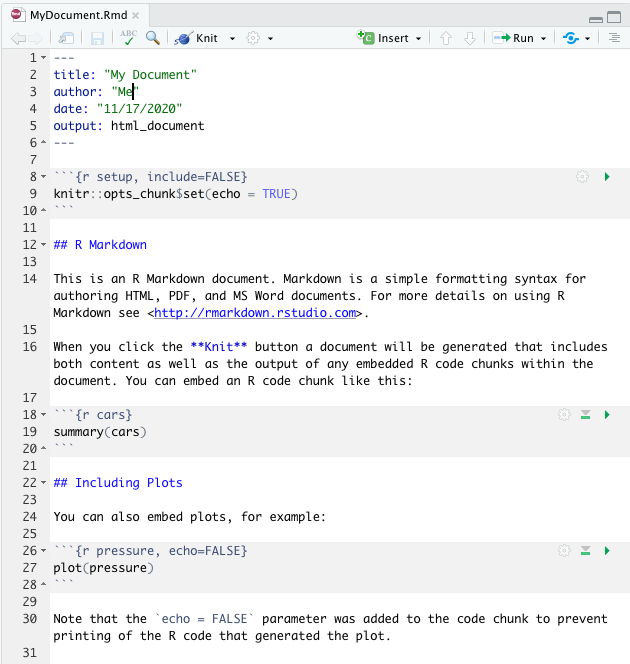 MyDocument.Rmd
ABC Knit Insert Run
1 ---
2 title: "My Document"
3 author: "Me"
4 date: "11/17/2020"
5 output: html_document
6 ---
7
8 ```{r setup, include=FALSE}
9 knitr::opts_chunk$set(echo = TRUE)
10 ```
11
12 ## R Markdown
13
14 This is an R Markdown document. Markdown is a simple formatting syntax for
authoring HTML, PDF, and MS Word documents. For more details on using R
Markdown see <http://rmarkdown.rstudio.com>.
15
16 When you click the **Knit** button a document will be generated that includes
both content as well as the output of any embedded R code chunks within the
document. You can embed an R code chunk like this:
17
18 ```{r cars}
19 summary(cars)
20 ```
21
22 ## Including Plots
23
24 You can also embed plots, for example:
25
26 ```{r pressure, echo=FALSE}
27 plot(pressure)
28 ```
29
30 Note that the `echo = FALSE` parameter was added to the code chunk to prevent
printing of the R code that generated the plot.
31